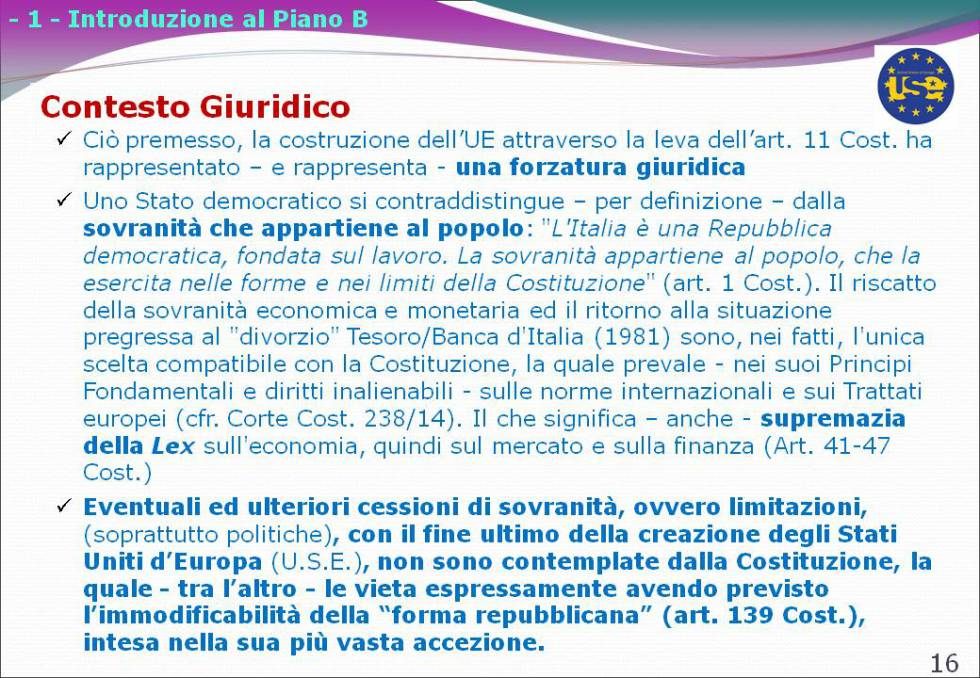 - 1 - Introduzione al Piano B
use
Contesto Giuridico
✓ Ciò premesso, la costruzione dell’UE attraverso la leva dell’art. 11 Cost. ha
rappresentato – e rappresenta - una forzatura giuridica
✓ Uno Stato democratico si contraddistingue – per definizione – dalla
sovranità che appartiene al popolo: "L'Italia è una Repubblica
democratica, fondata sul lavoro. La sovranità appartiene al popolo, che la
esercita nelle forme e nei limiti della Costituzione" (art. 1 Cost.). Il riscatto
della sovranità economica e monetaria ed il ritorno alla situazione
pregressa al "divorzio" Tesoro/Banca d'Italia (1981) sono, nei fatti, l'unica
scelta compatibile con la Costituzione, la quale prevale - nei suoi Principi
Fondamentali e diritti inalienabili - sulle norme internazionali e sui Trattati
europei (cfr. Corte Cost. 238/14). Il che significa – anche - supremazia
della Lex sull'economia, quindi sul mercato e sulla finanza (Art. 41-47
Cost.)
✓ Eventuali ed ulteriori cessioni di sovranità, ovvero limitazioni,
(soprattutto politiche), con il fine ultimo della creazione degli Stati
Uniti d’Europa (U.S.E.), non sono contemplate dalla Costituzione, la
quale - tra l’altro - le vieta espressamente avendo previsto
l’immodificabilità della “forma repubblicana” (art. 139 Cost.),
intesa nella sua più vasta accezione.
16